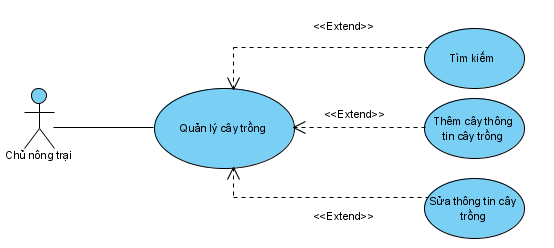 <<Extend>>
Tìm kiếm
Quản lý cây trồng
<<Extend>>
Thêm cây thông
tin cây trồng
Chủ nông trại
Sửa thông tin cây
trồng
<<Extend>>